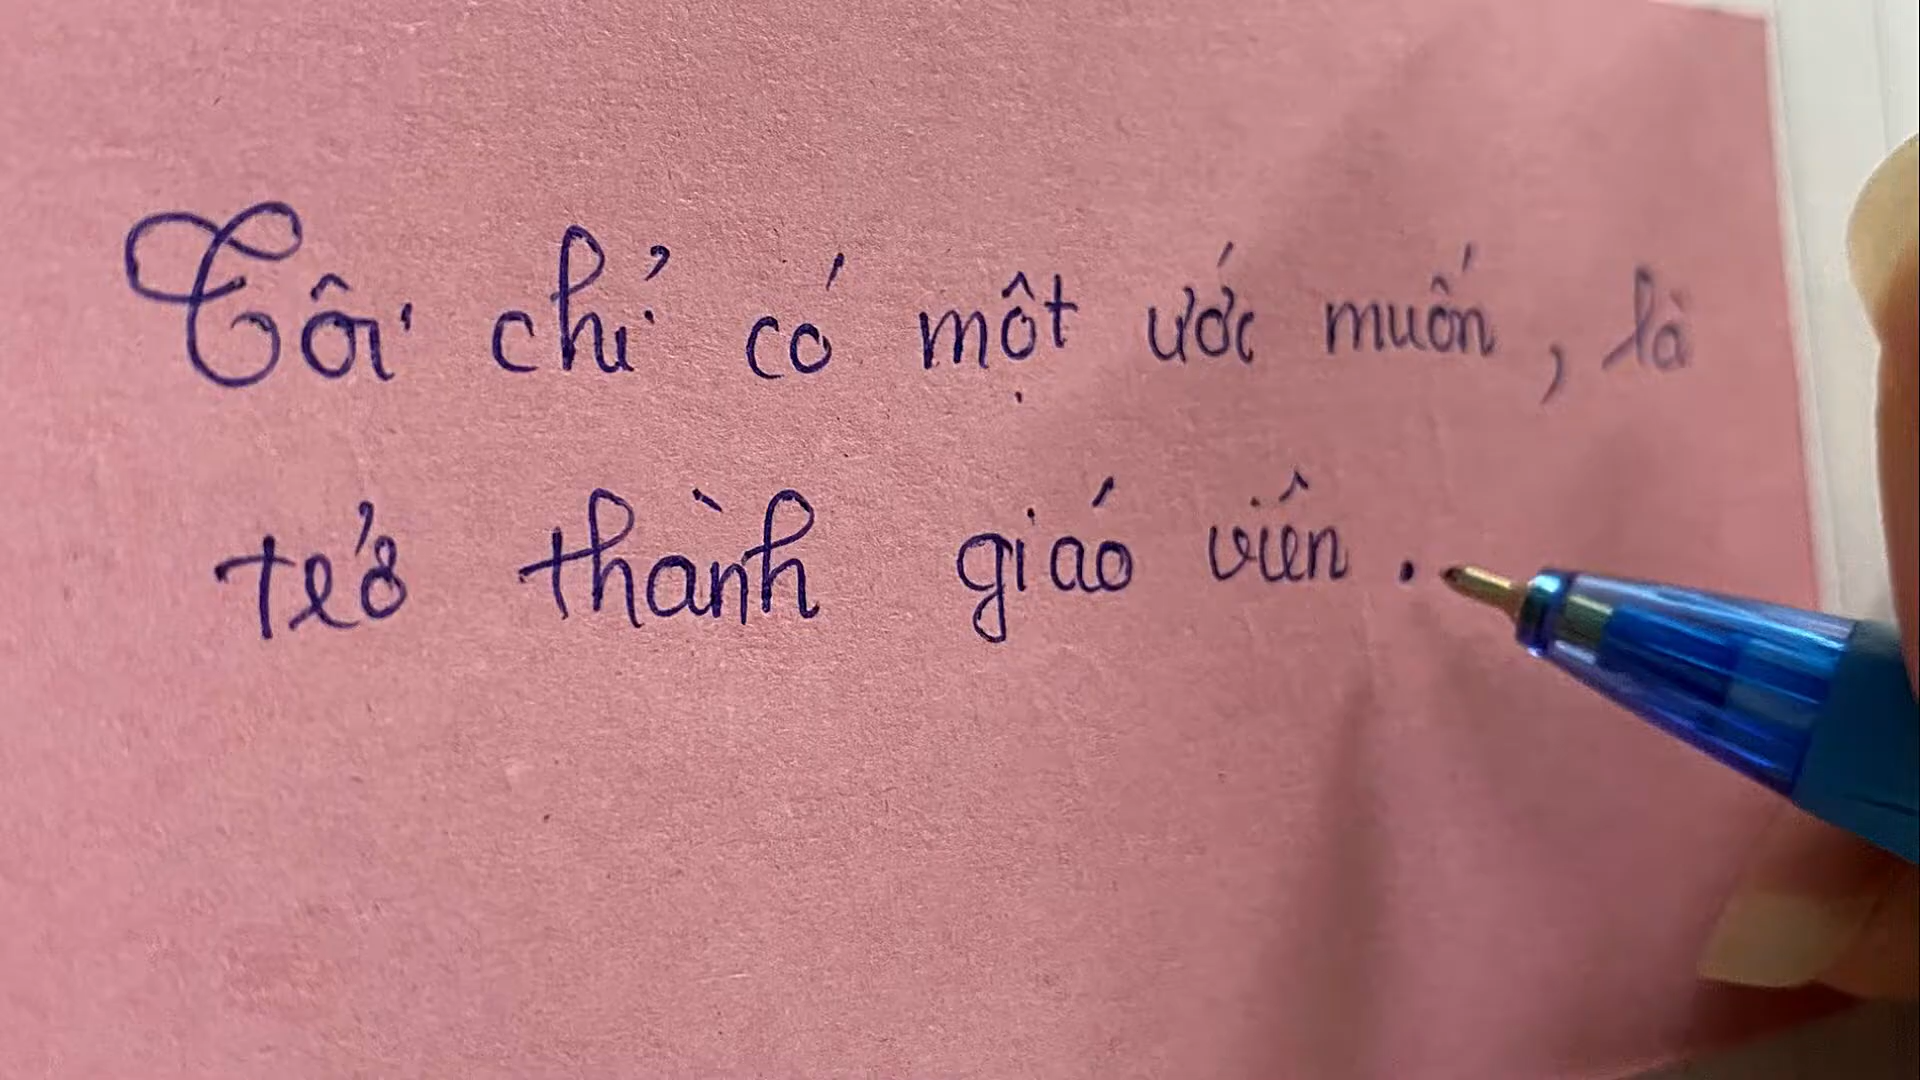 Tôi chỉ có một ước muốn, là
trở thành giáo viên.